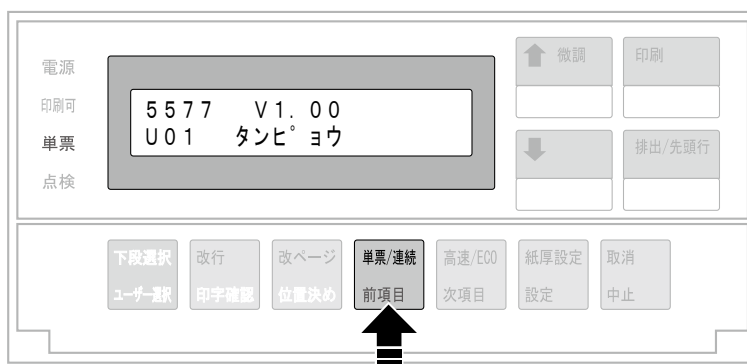 電源
印刷可
単票
点検
5577 V1.00
U01 タンピョウ
微調
印刷
排出/先頭行
下段選択
ユーザー選択
改行
印字確認
改ページ
位置決め
単票/連続
前項目
高速/ECO
次項目
紙厚設定
設定
取消
中止